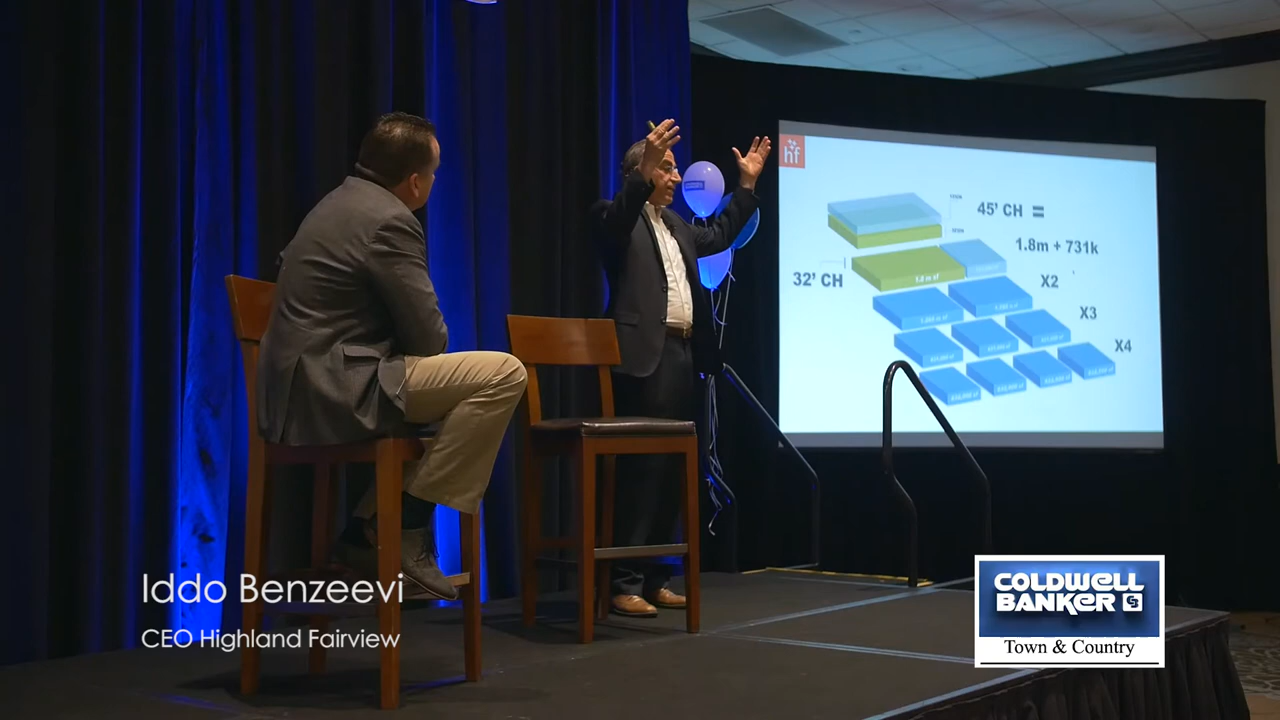 hf
45' CH =
1.8m + 731k
32' CH
X2
X3
X4
Iddo Benzeevi
CEO Highland Fairview
COLDWELL
BANKER CB
Town & Country